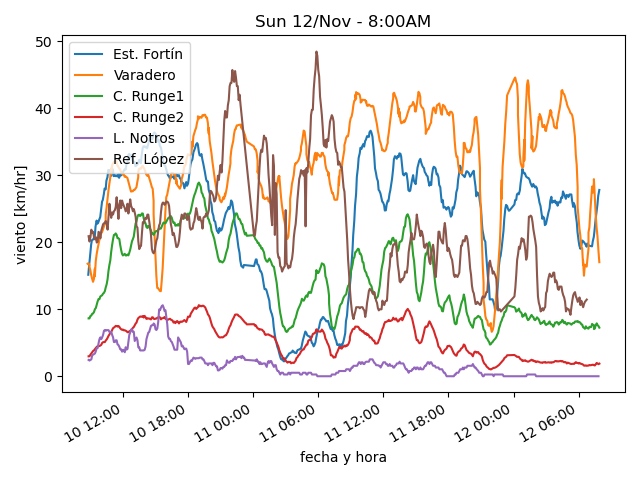 Sun 12/Nov - 8:00AM
viento [km/hr]
50
40
30
20
10
0
Est. Fortín
Varadero
C. Runge1
C. Runge2
L. Notros
Ref. López
10 12:00
10 18:00
11 00:00
11 06:00
11 12:00
11 18:00
12 00:00
12 06:00
fecha y hora